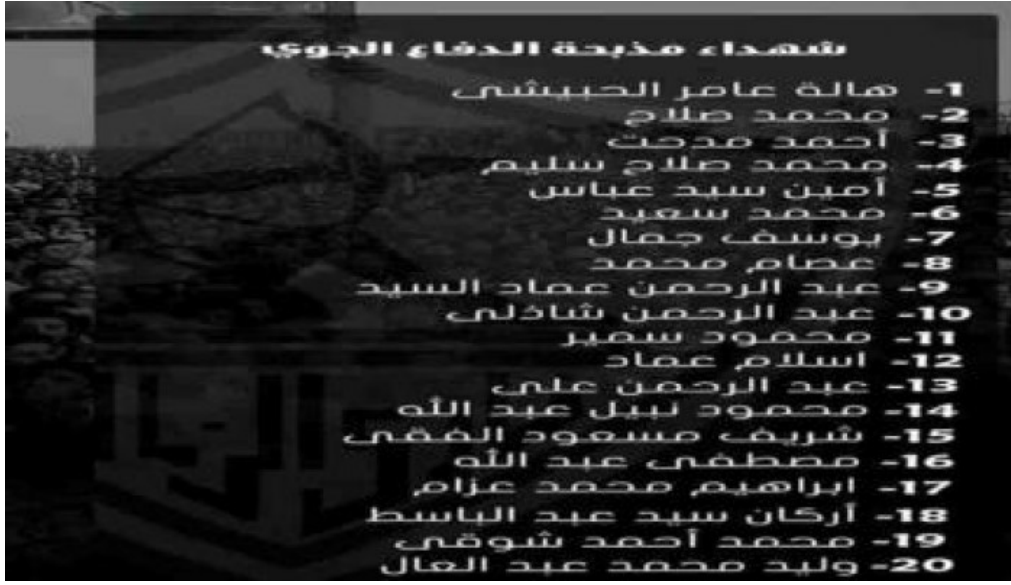 شهداء مذبحة الدفاع الجوي
1- هالة عامر الحبيشى
2- محمد صلاح
3- أحمد مدحت
4- محمد صلاح سليم
5- أمين سيد عباس
6- محمد سعيد
7- يوسف جمال
8- عصام محمد
9- عبد الرحمن عماد السيد
10- عبد الرحمن شاذلى
11- محمود سمير
12- اسلام عماد
13- عبد الرحمن على
14- محمود نبيل عبد الله
15- شريف مسعود الفقى
16- مصطفى عبد الله
17- ابراهيم محمد عزام
18- أركان سيد عبد الباسط
19- محمد أحمد شوقى
20- وليد محمد عبد العال